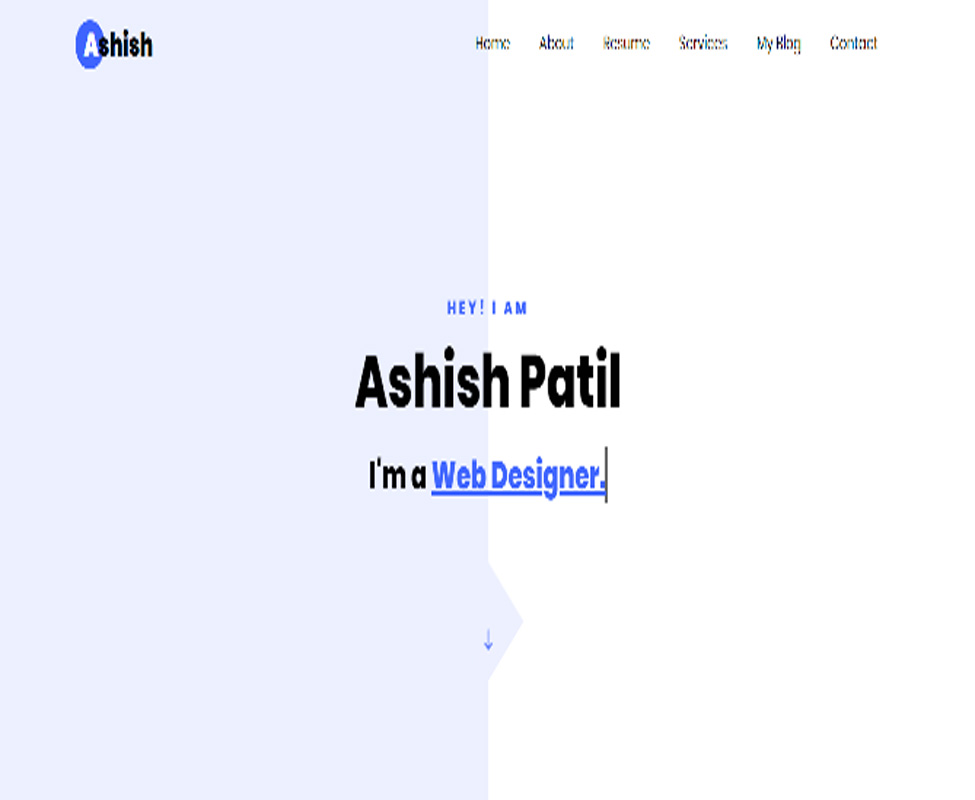 Ashish
Home About Resume Services My Blog Contact
HEY! I AM
Ashish Patil
I'm a Web Designer.